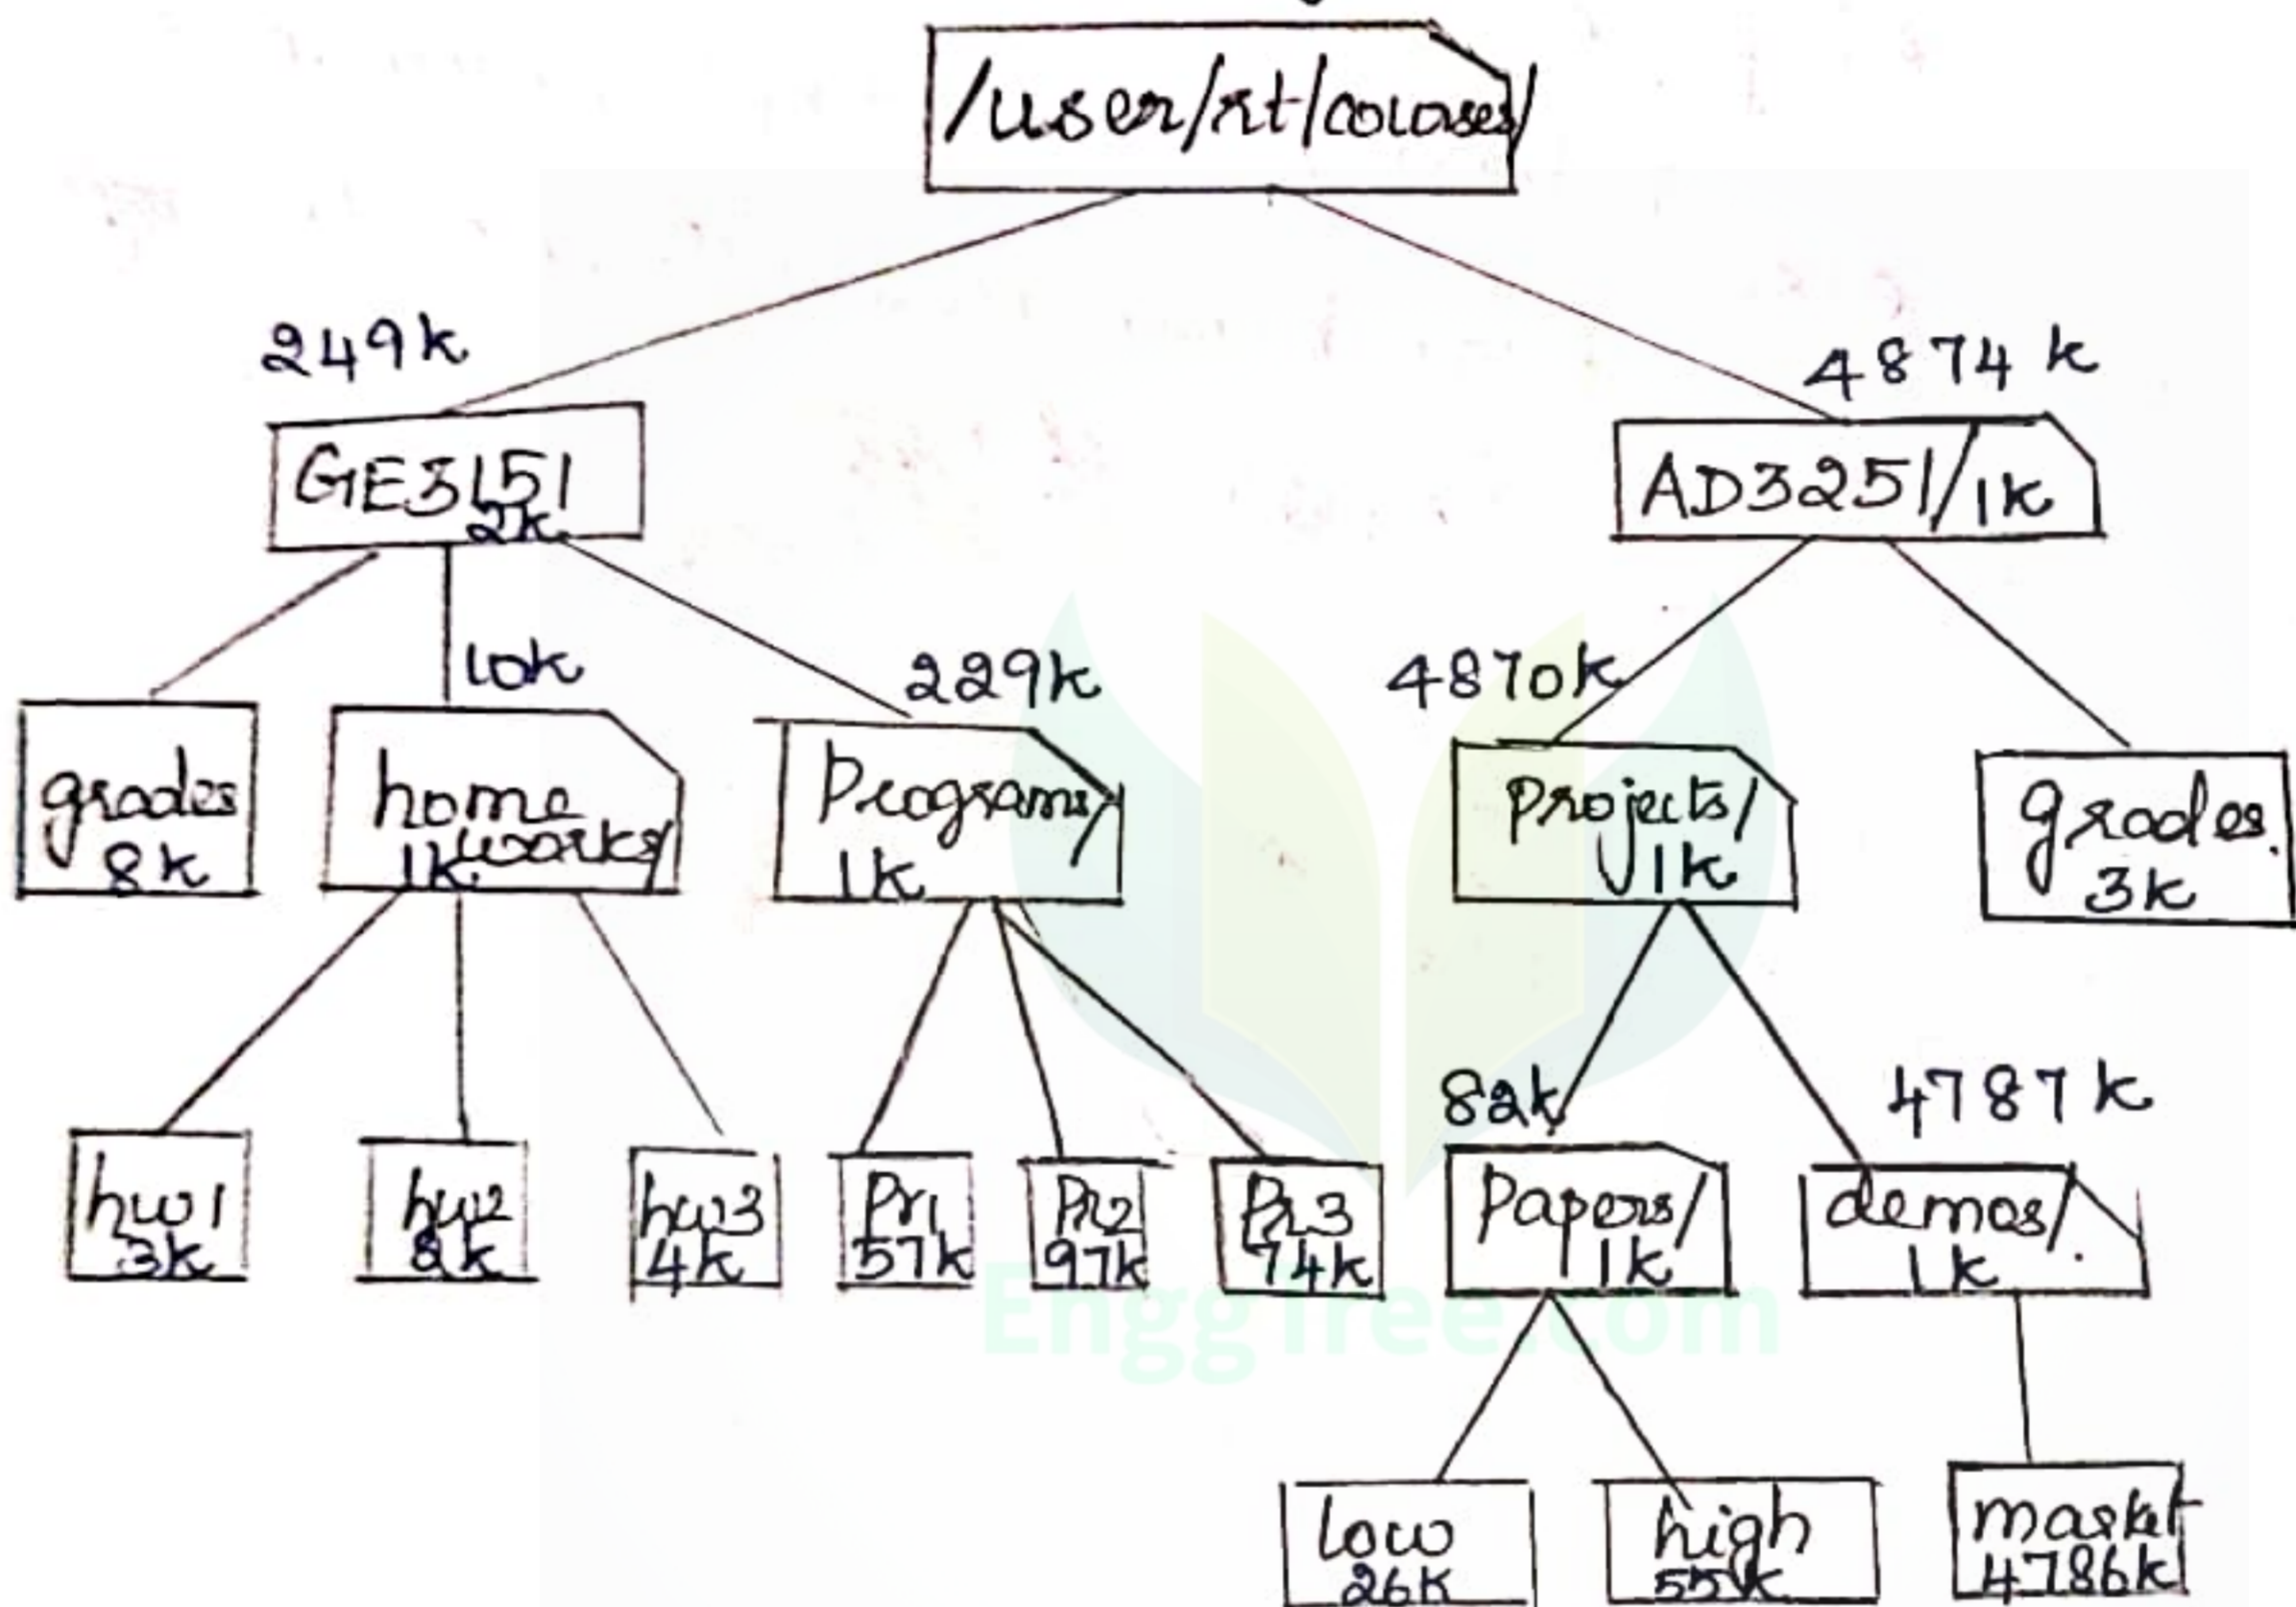 /user/rt/courses/
249k
4874k
GE3151
2k
AD3251/1k
10k
229k
4870k
grades
8k
home
works/
1k
Programs/
1k
Projects/
1k
grades.
3k
82k
4787k
hw1
3k
hw2
2k
hw3
4k
Pr1
57k
Pr2
97k
Pr3
74k
Papers/
1k
demos/
1k
EnggTree.com
low
26k
high
55k
market
4786k